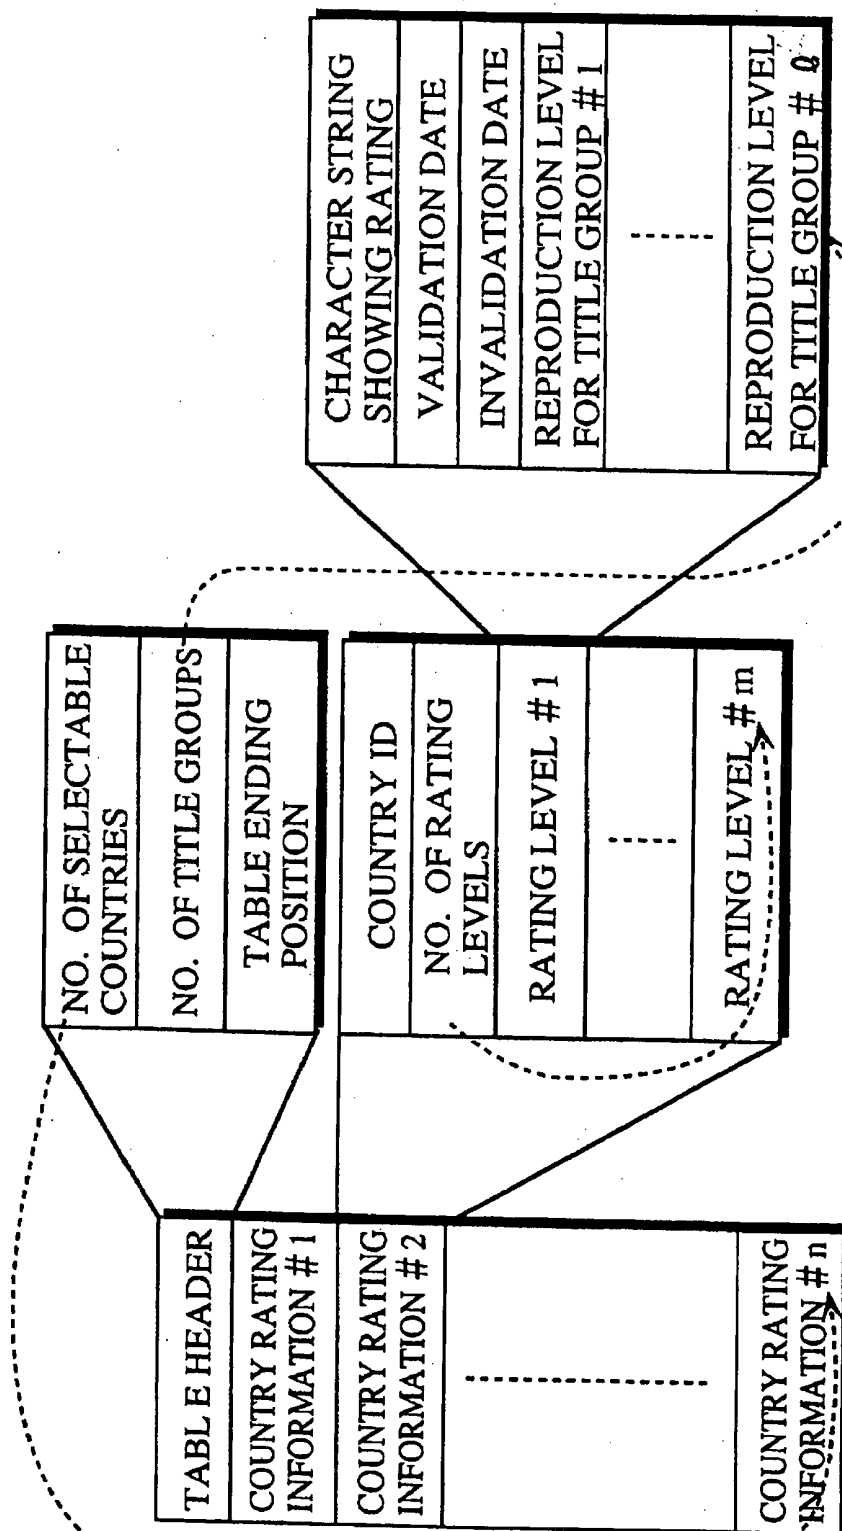 TABLE HEADER
COUNTRY RATING
INFORMATION #1
COUNTRY RATING
INFORMATION #2
COUNTRY RATING
INFORMATION #n
NO. OF SELECTABLE
COUNTRIES
NO. OF TITLE GROUPS
TABLE ENDING
POSITION
COUNTRY ID
NO. OF RATING
LEVELS
RATING LEVEL #1
RATING LEVEL #m
CHARACTER STRING
SHOWING RATING
VALIDATION DATE
INVALIDATION DATE
REPRODUCTION LEVEL
FOR TITLE GROUP #1
REPRODUCTION LEVEL
FOR TITLE GROUP #ℓ